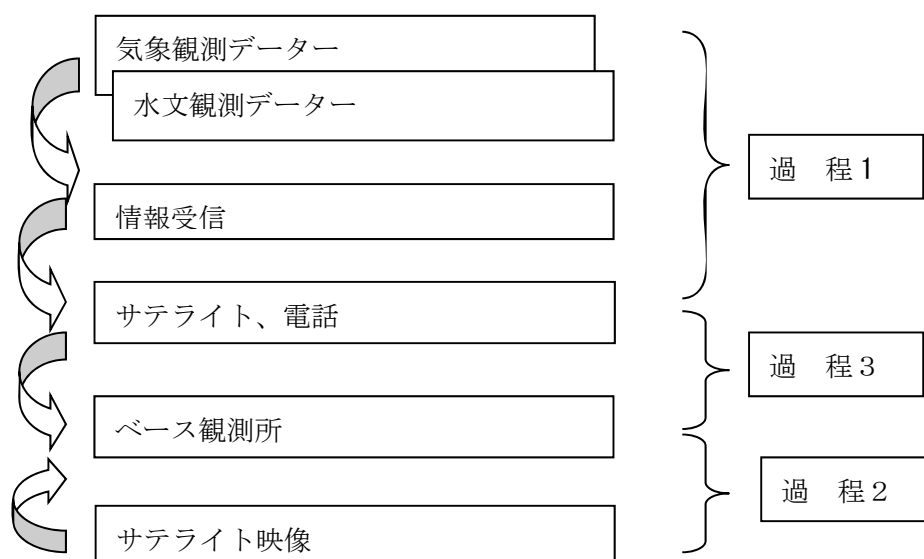 気象観測データー
水文観測データー
過　程１
情報受信
サテライト、電話
過　程３
ベース観測所
過　程２
サテライト映像